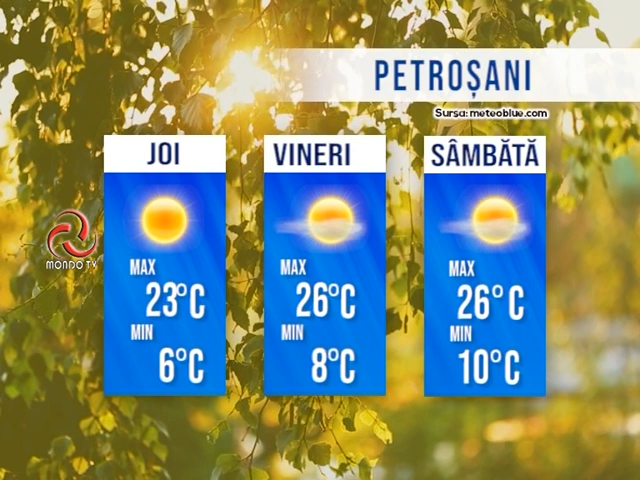 PETROȘANI
Sursa: meteoblue.com
JOI
MAX
23°C
MIN
6°C
VINERI
MAX
26°C
MIN
8°C
SÂMBĂTĂ
MAX
26°C
MIN
10°C
MONDO TV